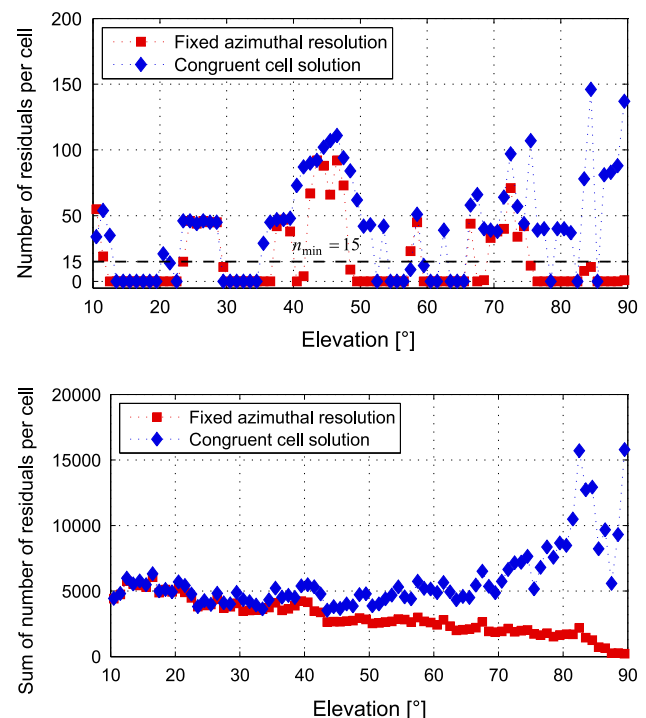 Number of residuals per cell
200
150
100
50
15
0
Fixed azimuthal resolution
Congruent cell solution
n_min = 15
10 20 30 40 50 60 70 80 90
Elevation [°]
Sum of number of residuals per cell
20000
15000
10000
5000
0
Fixed azimuthal resolution
Congruent cell solution
10 20 30 40 50 60 70 80 90
Elevation [°]